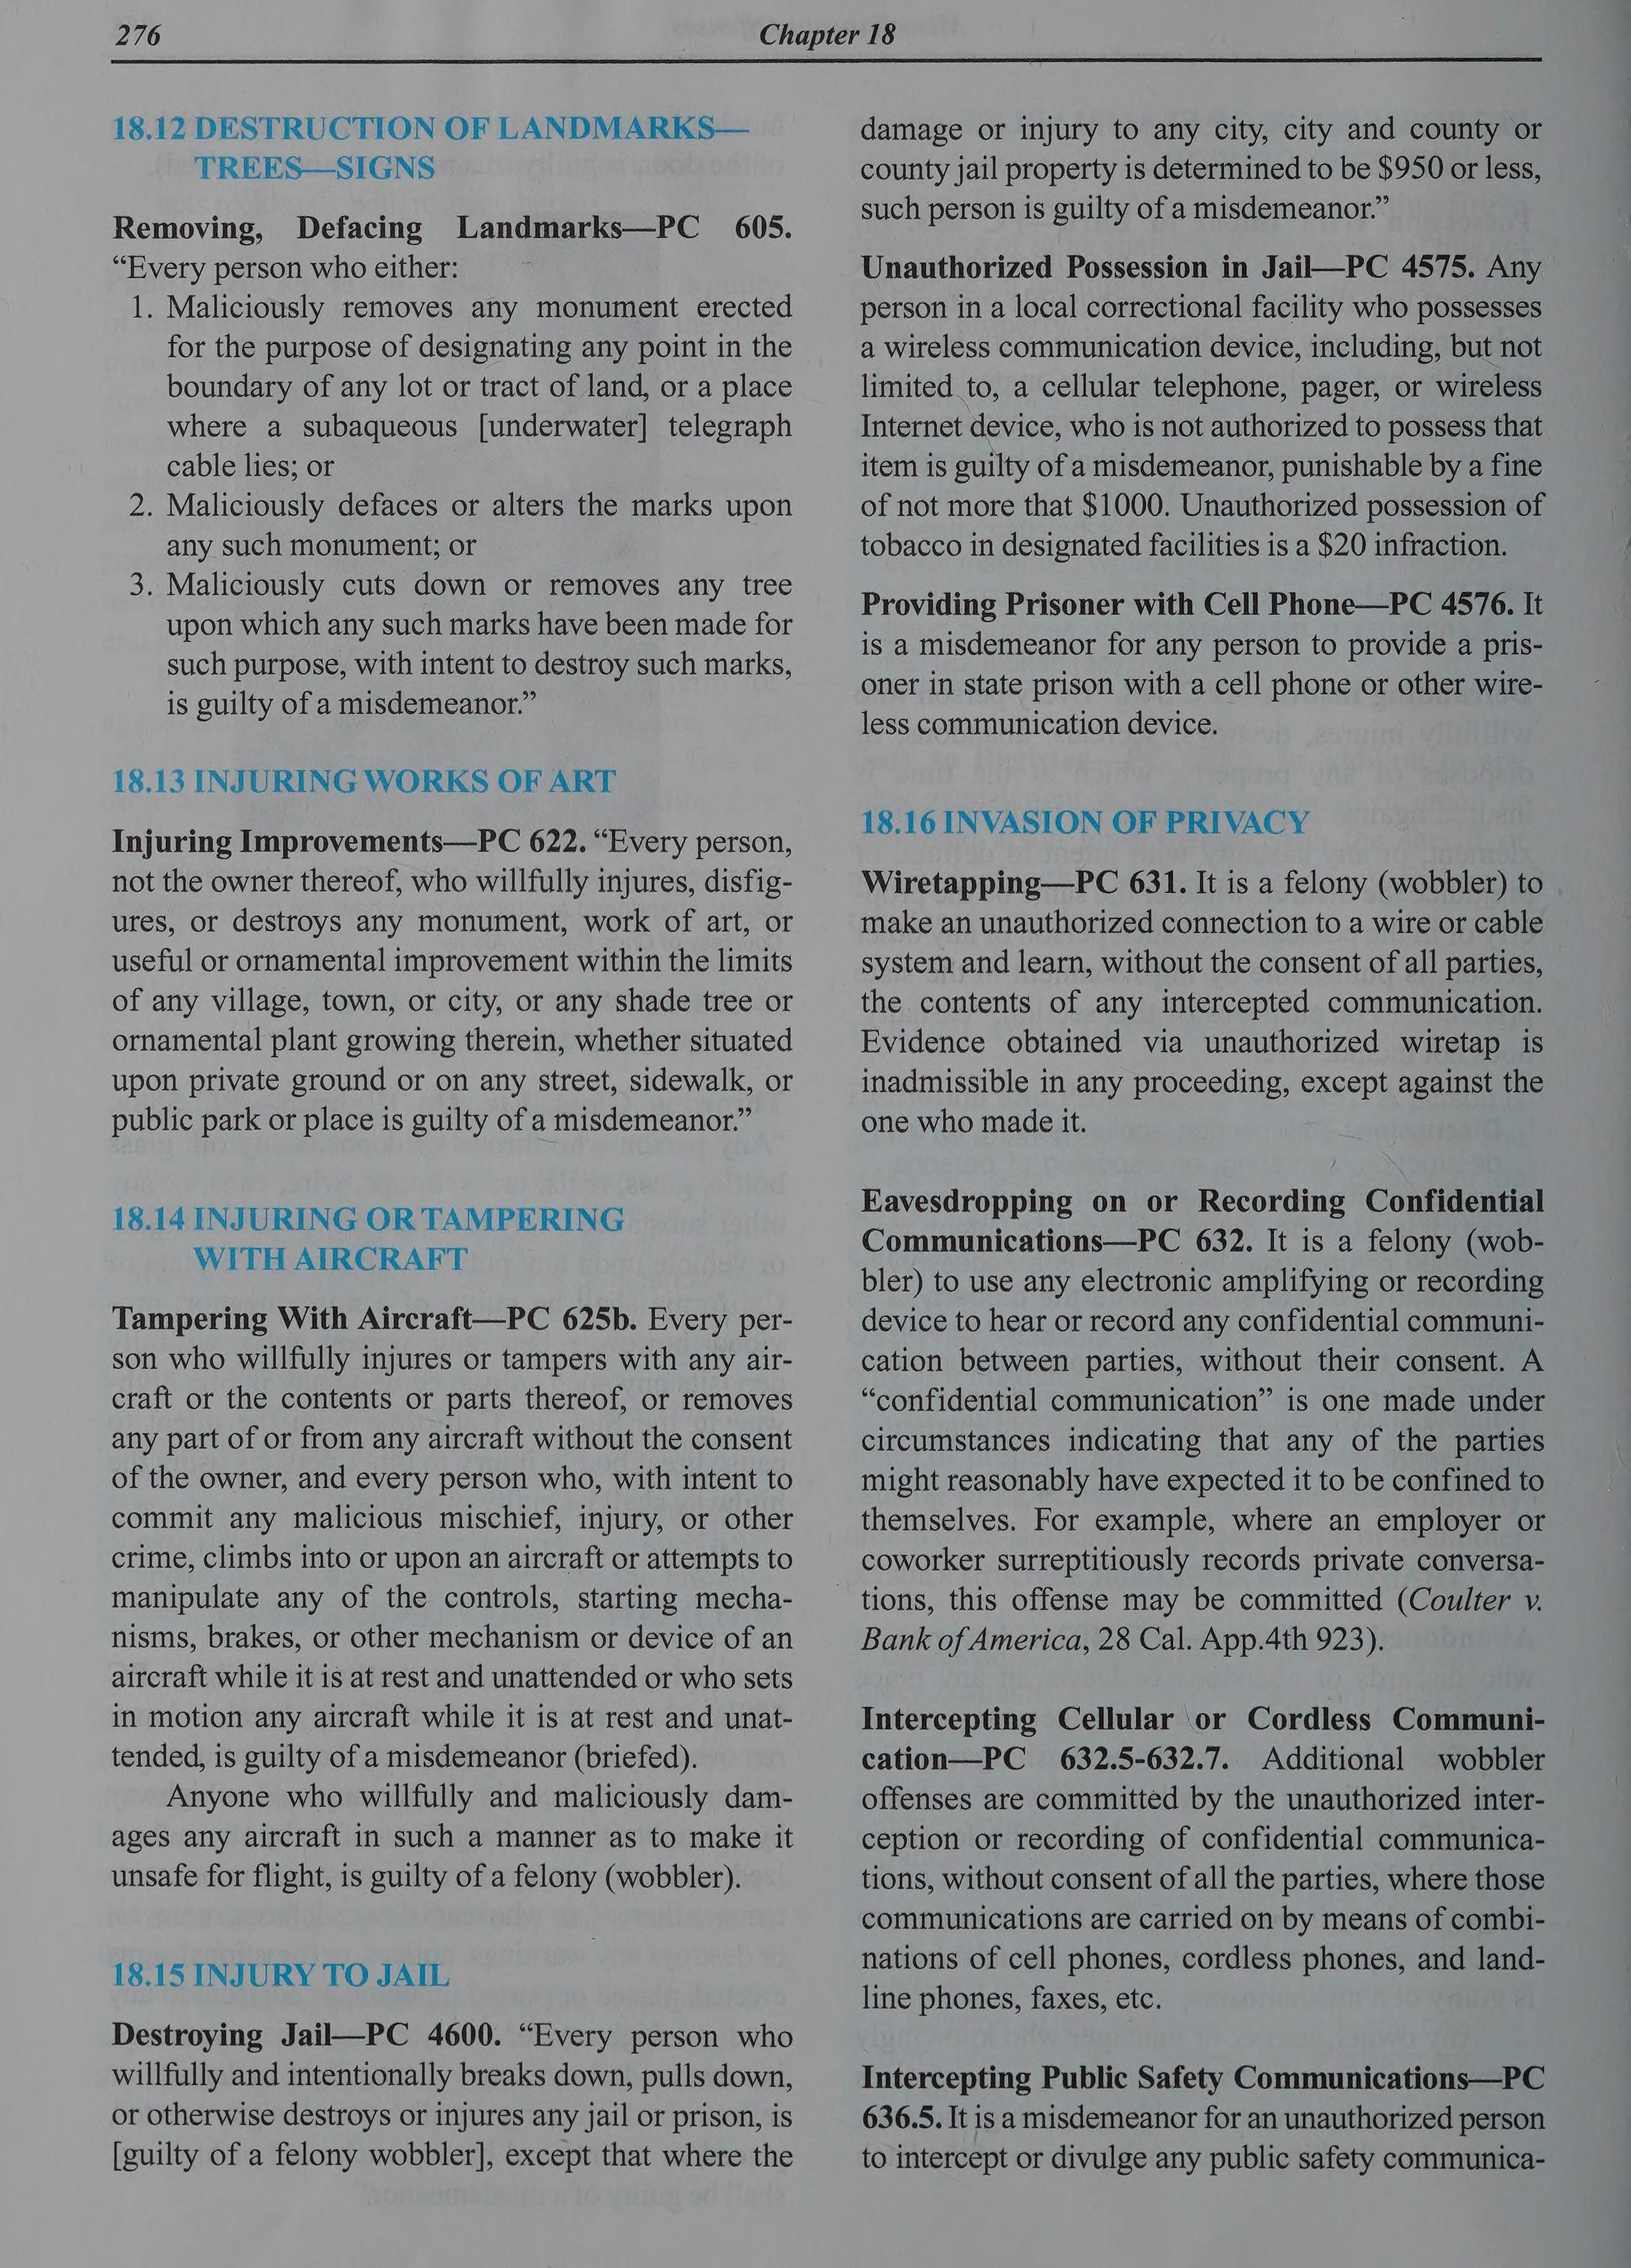 276
Chapter 18
18.12 DESTRUCTION OF LANDMARKS—
TREES—SIGNS
Removing, Defacing Landmarks—PC 605.
“Every person who either:
1. Maliciously removes any monument erected
for the purpose of designating any point in the
boundary of any lot or tract of land, or a place
where a subaqueous [underwater] telegraph
cable lies; or
2. Maliciously defaces or alters the marks upon
any such monument; or
3. Maliciously cuts down or removes any tree
upon which any such marks have been made for
such purpose, with intent to destroy such marks,
is guilty of a misdemeanor.”
18.13 INJURING WORKS OF ART
Injuring Improvements—PC 622. “Every person,
not the owner thereof, who willfully injures, disfig-
ures, or destroys any monument, work of art, or
useful or ornamental improvement within the limits
of any village, town, or city, or any shade tree or
ornamental plant growing therein, whether situated
upon private ground or on any street, sidewalk, or
public park or place is guilty of a misdemeanor.”
18.14 INJURING OR TAMPERING
WITH AIRCRAFT
Tampering With Aircraft—PC 625b. Every per-
son who willfully injures or tampers with any air-
craft or the contents or parts thereof, or removes
any part of or from any aircraft without the consent
of the owner, and every person who, with intent to
commit any malicious mischief, injury, or other
crime, climbs into or upon an aircraft or attempts to
manipulate any of the controls, starting mecha-
nisms, brakes, or other mechanism or device of an
aircraft while it is at rest and unattended or who sets
in motion any aircraft while it is at rest and unat-
tended, is guilty of a misdemeanor (briefed).
Anyone who willfully and maliciously dam-
ages any aircraft in such a manner as to make it
unsafe for flight, is guilty of a felony (wobbler).
18.15 INJURY TO JAIL
Destroying Jail—PC 4600. “Every person who
willfully and intentionally breaks down, pulls down,
or otherwise destroys or injures any jail or prison, is
[guilty of a felony wobbler], except that where the
damage or injury to any city, city and county or
county jail property is determined to be $950 or less,
such person is guilty of a misdemeanor.”
Unauthorized Possession in Jail—PC 4575. Any
person in a local correctional facility who possesses
a wireless communication device, including, but not
limited to, a cellular telephone, pager, or wireless
Internet device, who is not authorized to possess that
item is guilty of a misdemeanor, punishable by a fine
of not more that $1000. Unauthorized possession of
tobacco in designated facilities is a $20 infraction.
Providing Prisoner with Cell Phone—PC 4576. It
is a misdemeanor for any person to provide a pris-
oner in state prison with a cell phone or other wire-
less communication device.
18.16 INVASION OF PRIVACY
Wiretapping—PC 631. It is a felony (wobbler) to
make an unauthorized connection to a wire or cable
system and learn, without the consent of all parties,
the contents of any intercepted communication.
Evidence obtained via unauthorized wiretap is
inadmissible in any proceeding, except against the
one who made it.
Eavesdropping on or Recording Confidential
Communications—PC 632. It is a felony (wob-
bler) to use any electronic amplifying or recording
device to hear or record any confidential communi-
cation between parties, without their consent. A
“confidential communication” is one made under
circumstances indicating that any of the parties
might reasonably have expected it to be confined to
themselves. For example, where an employer or
coworker surreptitiously records private conversa-
tions, this offense may be committed (Coulter v.
Bank of America, 28 Cal. App.4th 923).
Intercepting Cellular or Cordless Communi-
cation—PC 632.5-632.7. Additional wobbler
offenses are committed by the unauthorized inter-
ception or recording of confidential communica-
tions, without consent of all the parties, where those
communications are carried on by means of combi-
nations of cell phones, cordless phones, and land-
line phones, faxes, etc.
Intercepting Public Safety Communications—PC
636.5. It is a misdemeanor for an unauthorized person
to intercept or divulge any public safety communica-